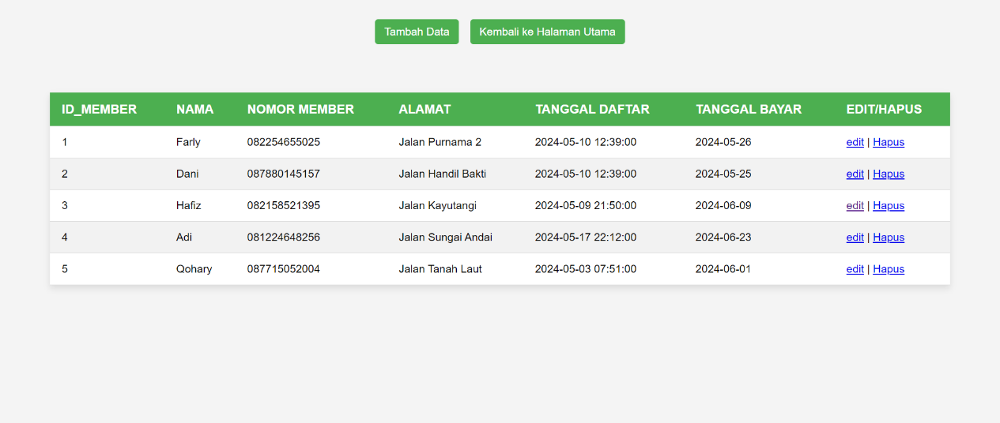 Tambah Data Kembali ke Halaman Utama
ID_MEMBER NAMA NOMOR MEMBER ALAMAT TANGGAL DAFTAR TANGGAL BAYAR EDIT/HAPUS
1 Farly 082254655025 Jalan Purnama 2 2024-05-10 12:39:00 2024-05-26 edit | Hapus
2 Dani 087880145157 Jalan Handil Bakti 2024-05-10 12:39:00 2024-05-25 edit | Hapus
3 Hafiz 082158521395 Jalan Kayutangi 2024-05-09 21:50:00 2024-06-09 edit | Hapus
4 Adi 081224648256 Jalan Sungai Andai 2024-05-17 22:12:00 2024-06-23 edit | Hapus
5 Qohary 087715052004 Jalan Tanah Laut 2024-05-03 07:51:00 2024-06-01 edit | Hapus